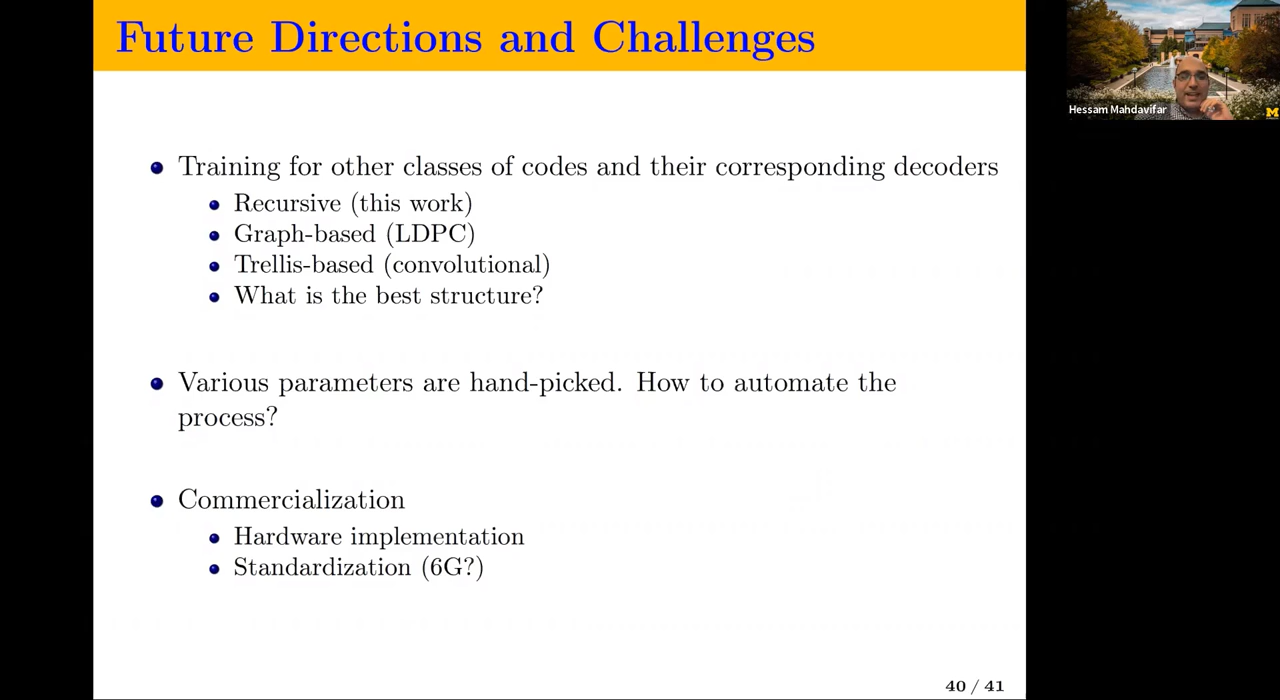 Future Directions and Challenges
Hessam Mahdavifar
M
Training for other classes of codes and their corresponding decoders
Recursive (this work)
Graph-based (LDPC)
Trellis-based (convolutional)
What is the best structure?
Various parameters are hand-picked. How to automate the
process?
Commercialization
Hardware implementation
Standardization (6G?)
40 / 41